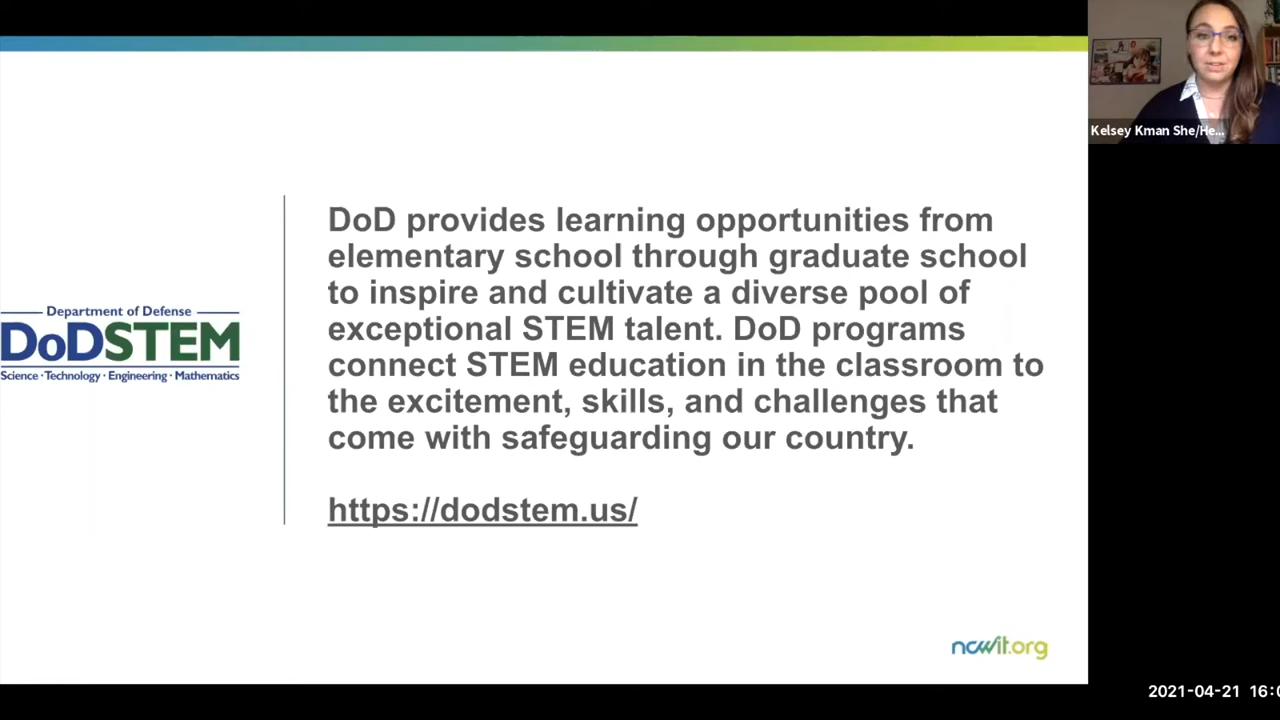 Kelsey Kman She/He...
DoD provides learning opportunities from
elementary school through graduate school
to inspire and cultivate a diverse pool of
exceptional STEM talent. DoD programs
connect STEM education in the classroom to
the excitement, skills, and challenges that
come with safeguarding our country.
https://dodstem.us/
Department of Defense
DoDSTEM
Science · Technology · Engineering · Mathematics
ncwit.org
2021-04-21 16:0